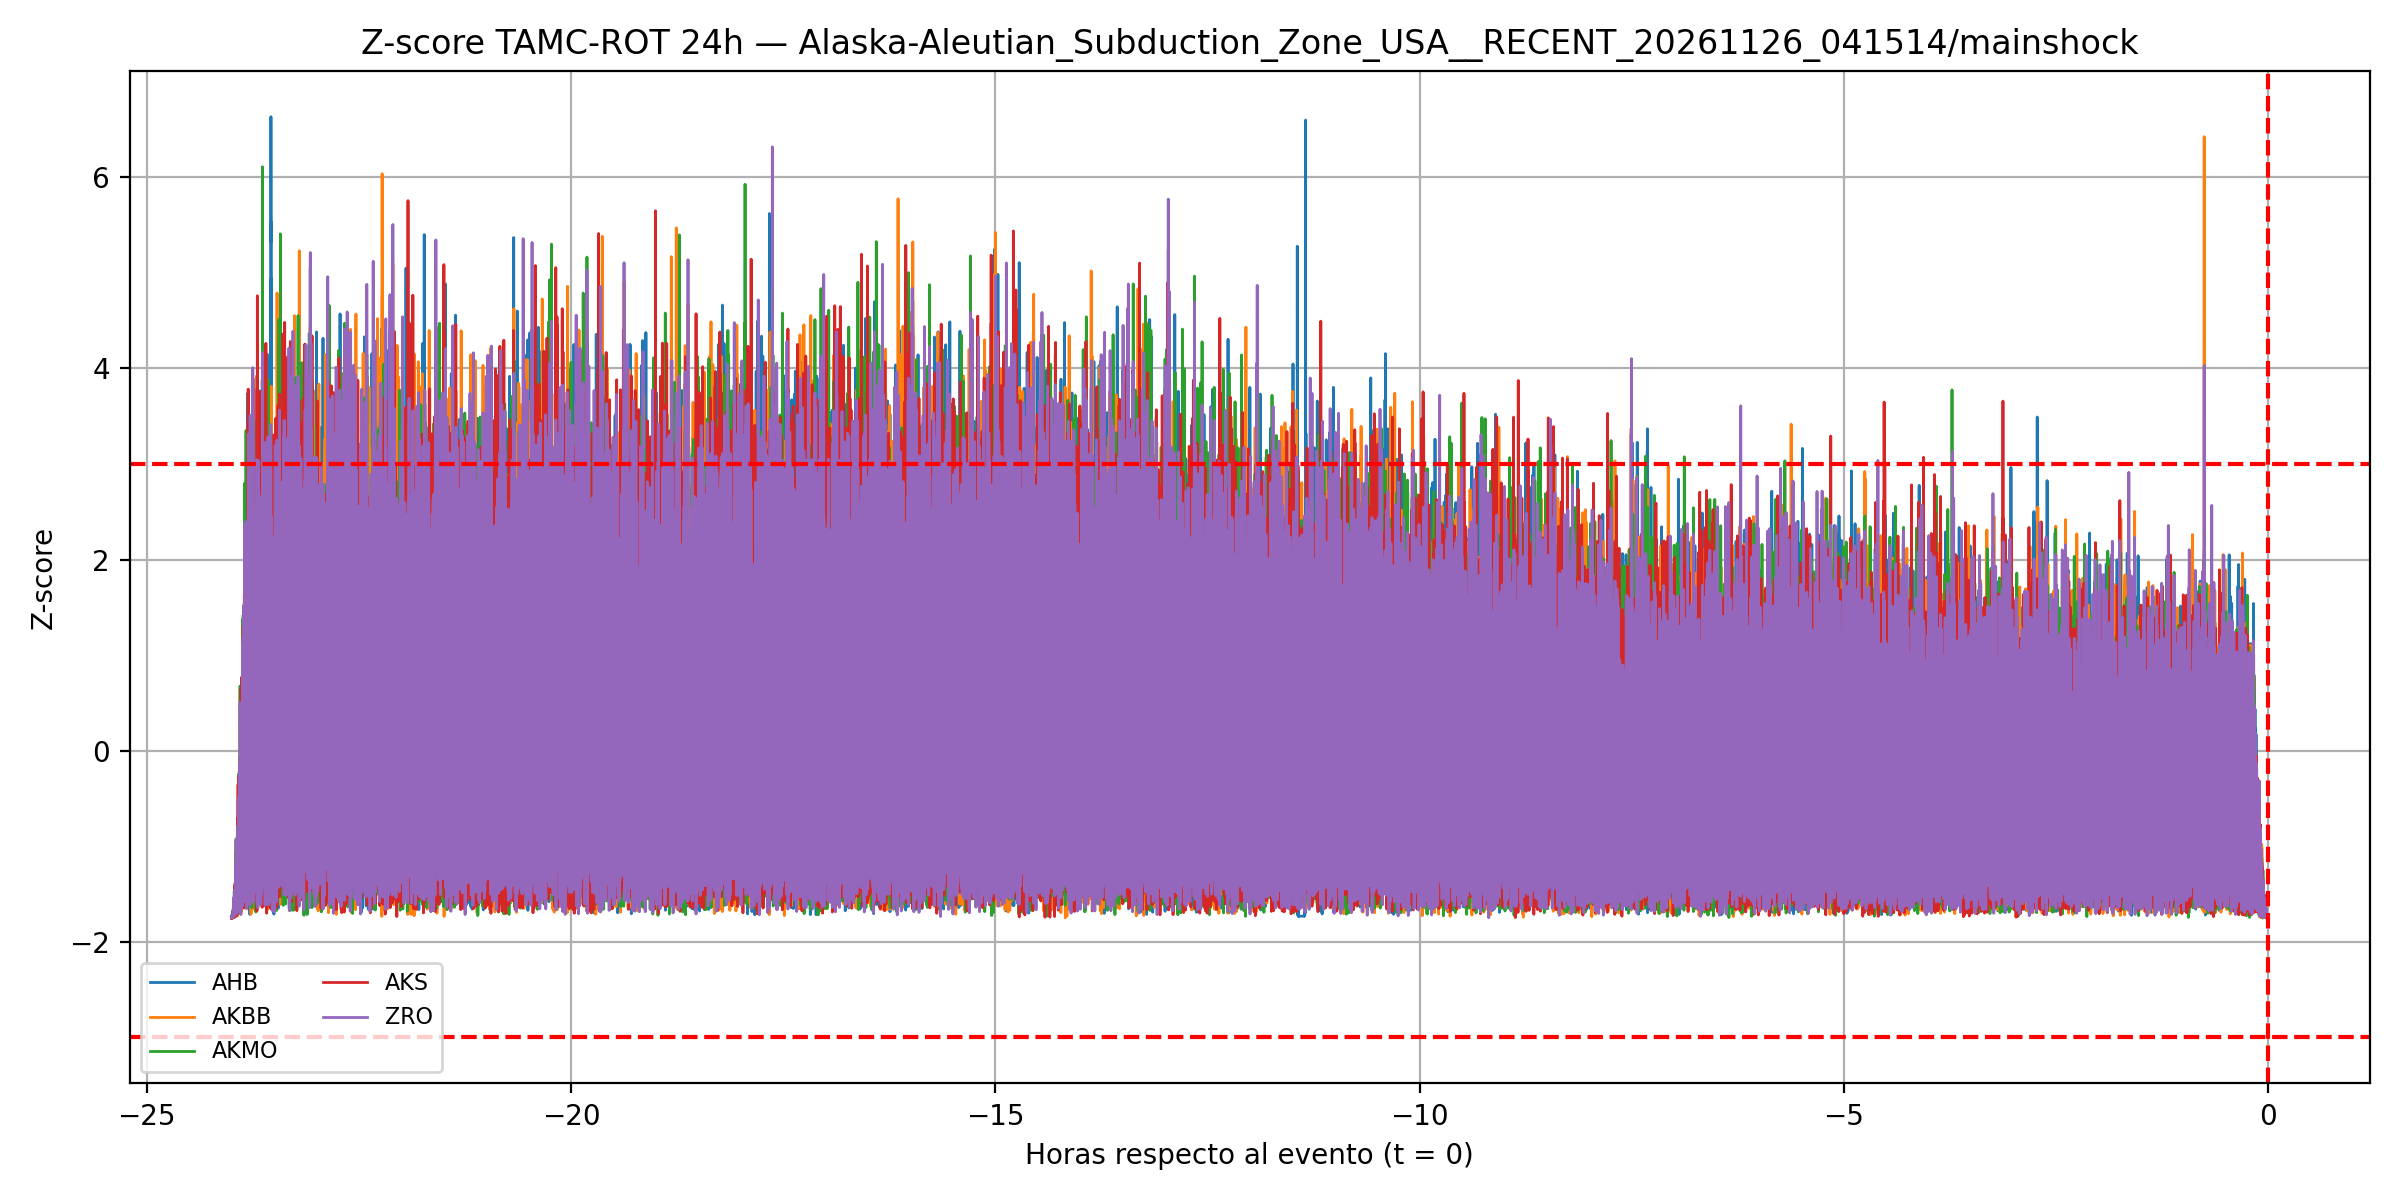 Z-score TAMC-ROT 24h — Alaska-Aleutian_Subduction_Zone_USA__RECENT_20261126_041514/mainshock
Z-score
6
4
2
0
−2
AHB
AKBB
AKMO
AKS
ZRO
−25
−20
−15
−10
−5
0
Horas respecto al evento (t = 0)